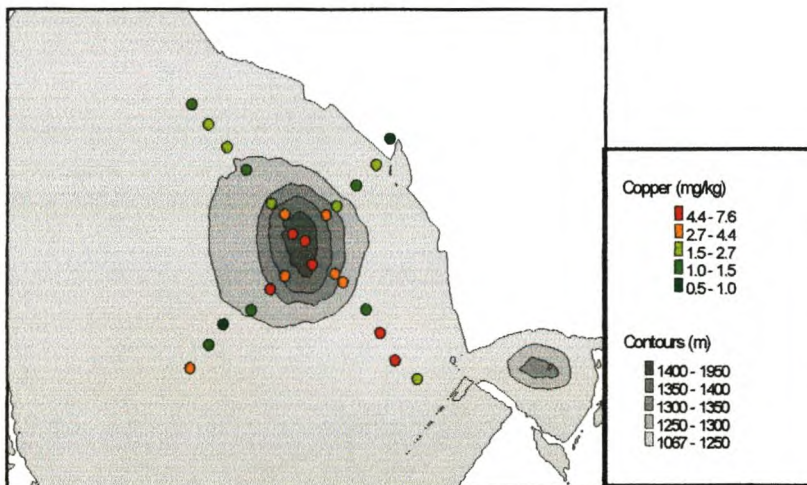 Copper (mg/kg)
4.4 - 7.6
2.7 - 4.4
1.5 - 2.7
1.0 - 1.5
0.5 - 1.0
Contours (m)
1400 - 1950
1350 - 1400
1300 - 1350
1250 - 1300
1067 - 1250